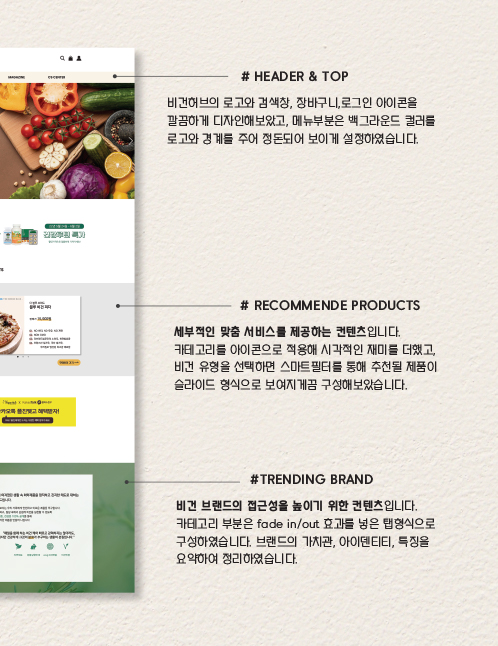 MAGAZINE CS CENTER
# HEADER & TOP
비건허브의 로고와 검색창, 장바구니,로그인 아이콘을
깔끔하게 디자인해보았고, 메뉴부분은 백그라운드 컬러를
로고와 경계를 주어 정돈되어 보이게 설정하였습니다.
건강후원 특가
# RECOMMENDE PRODUCTS
세부적인 맞춤 서비스를 제공하는 컨텐츠입니다.
카테고리를 아이콘으로 적용해 시각적인 재미를 더했고,
비건 유형을 선택하면 스마트필터를 통해 추천될 제품이
슬라이드 형식으로 보여지게끔 구성해보았습니다.
#TRENDING BRAND
비건 브랜드의 접근성을 높이기 위한 컨텐츠입니다.
카테고리 부분은 fade in/out 효과를 넣은 탭형식으로
구성하였습니다. 브랜드의 가치관, 아이덴티티, 특징을
요약하여 정리하였습니다.